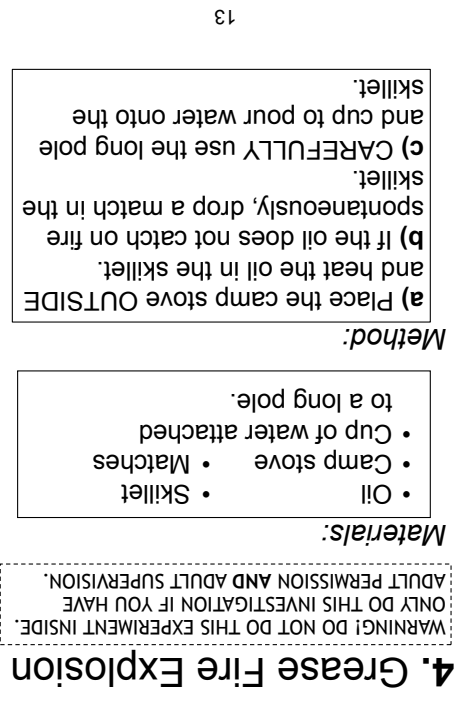 4. Grease Fire Explosion
WARNING! DO NOT DO THIS EXPERIMENT INSIDE.
ONLY DO THIS INVESTIGATION IF YOU HAVE
ADULT PERMISSION AND ADULT SUPERVISION.
Materials:
• Oil • Skillet
• Camp stove • Matches
• Cup of water attached
to a long pole.
Method:
a) Place the camp stove OUTSIDE
and heat the oil in the skillet.
b) If the oil does not catch on fire
spontaneously, drop a match in the
skillet.
c) CAREFULLY use the long pole
and cup to pour water onto the
skillet.
13